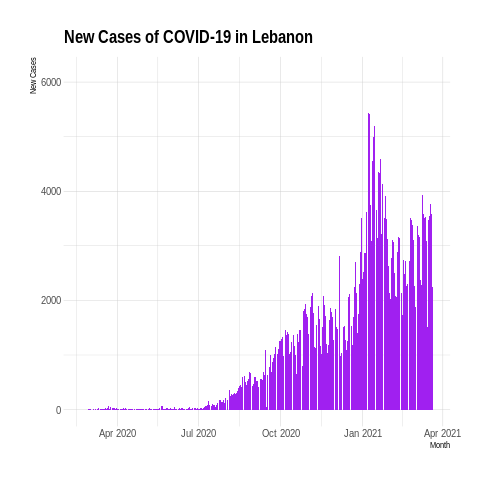 New Cases of COVID-19 in Lebanon
New Cases
6000
4000
2000
0
Apr 2020
Jul 2020
Oct 2020
Jan 2021
Apr 2021
Month